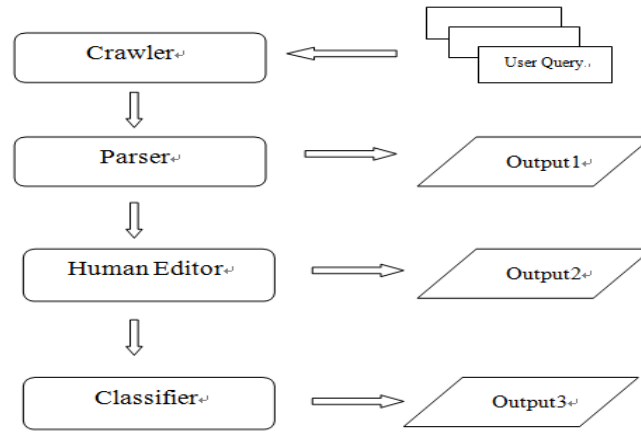 Crawler
User Query
Parser
Output1
Human Editor
Output2
Classifier
Output3